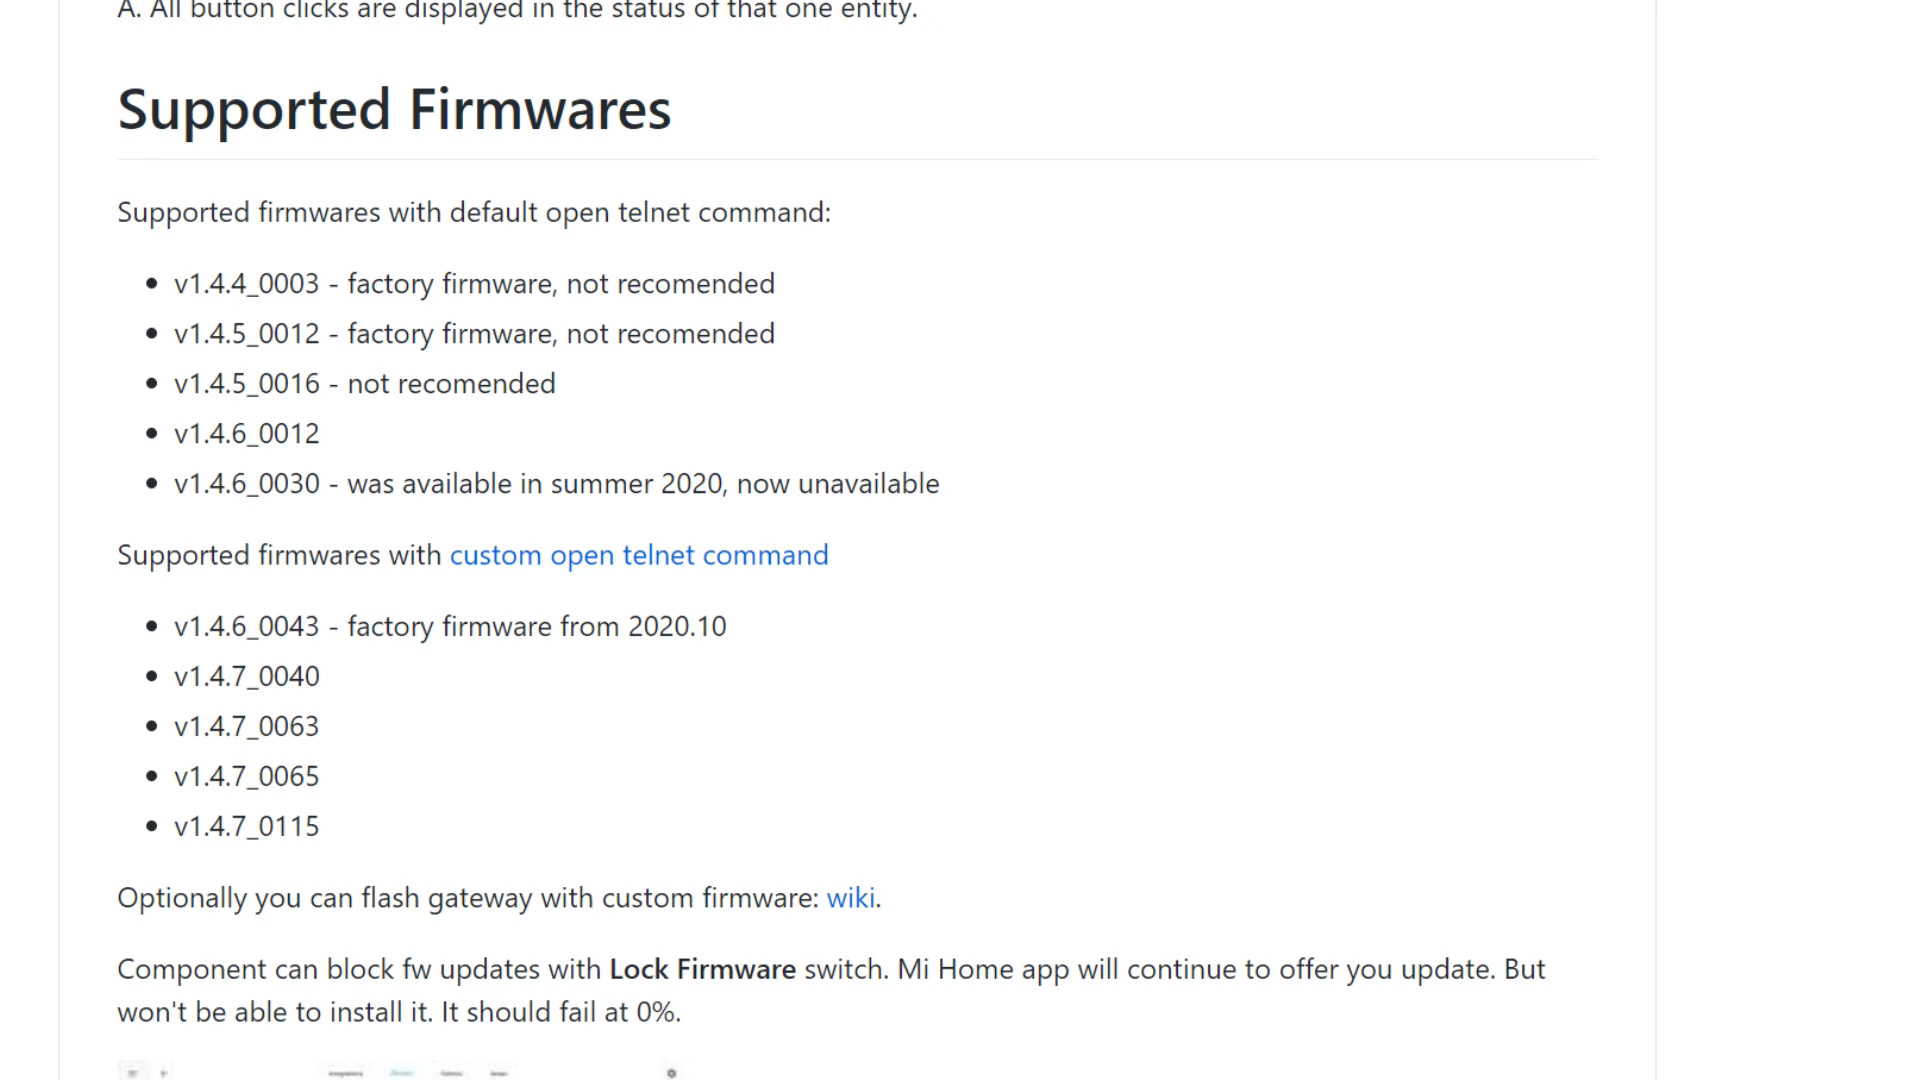 A. All button clicks are displayed in the status of that one entity.
Supported Firmwares
Supported firmwares with default open telnet command:
v1.4.4_0003 - factory firmware, not recomended
v1.4.5_0012 - factory firmware, not recomended
v1.4.5_0016 - not recomended
v1.4.6_0012
v1.4.6_0030 - was available in summer 2020, now unavailable
Supported firmwares with custom open telnet command
v1.4.6_0043 - factory firmware from 2020.10
v1.4.7_0040
v1.4.7_0063
v1.4.7_0065
v1.4.7_0115
Optionally you can flash gateway with custom firmware: wiki.
Component can block fw updates with Lock Firmware switch. Mi Home app will continue to offer you update. But
won't be able to install it. It should fail at 0%.